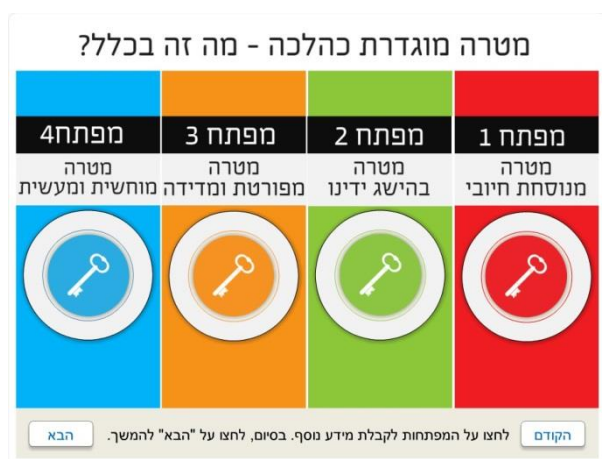 מטרה מוגדרת כהלכה - מה זה בכלל?
מפתח 1
מטרה
מנוסחת חיובי
מפתח 2
מטרה
בהישג ידינו
מפתח 3
מטרה
מפורטת ומדידה
מפתח4
מטרה
מוחשית ומעשית
הקודם
לחצו על המפתחות לקבלת מידע נוסף. בסיום, לחצו על "הבא" להמשך.
הבא